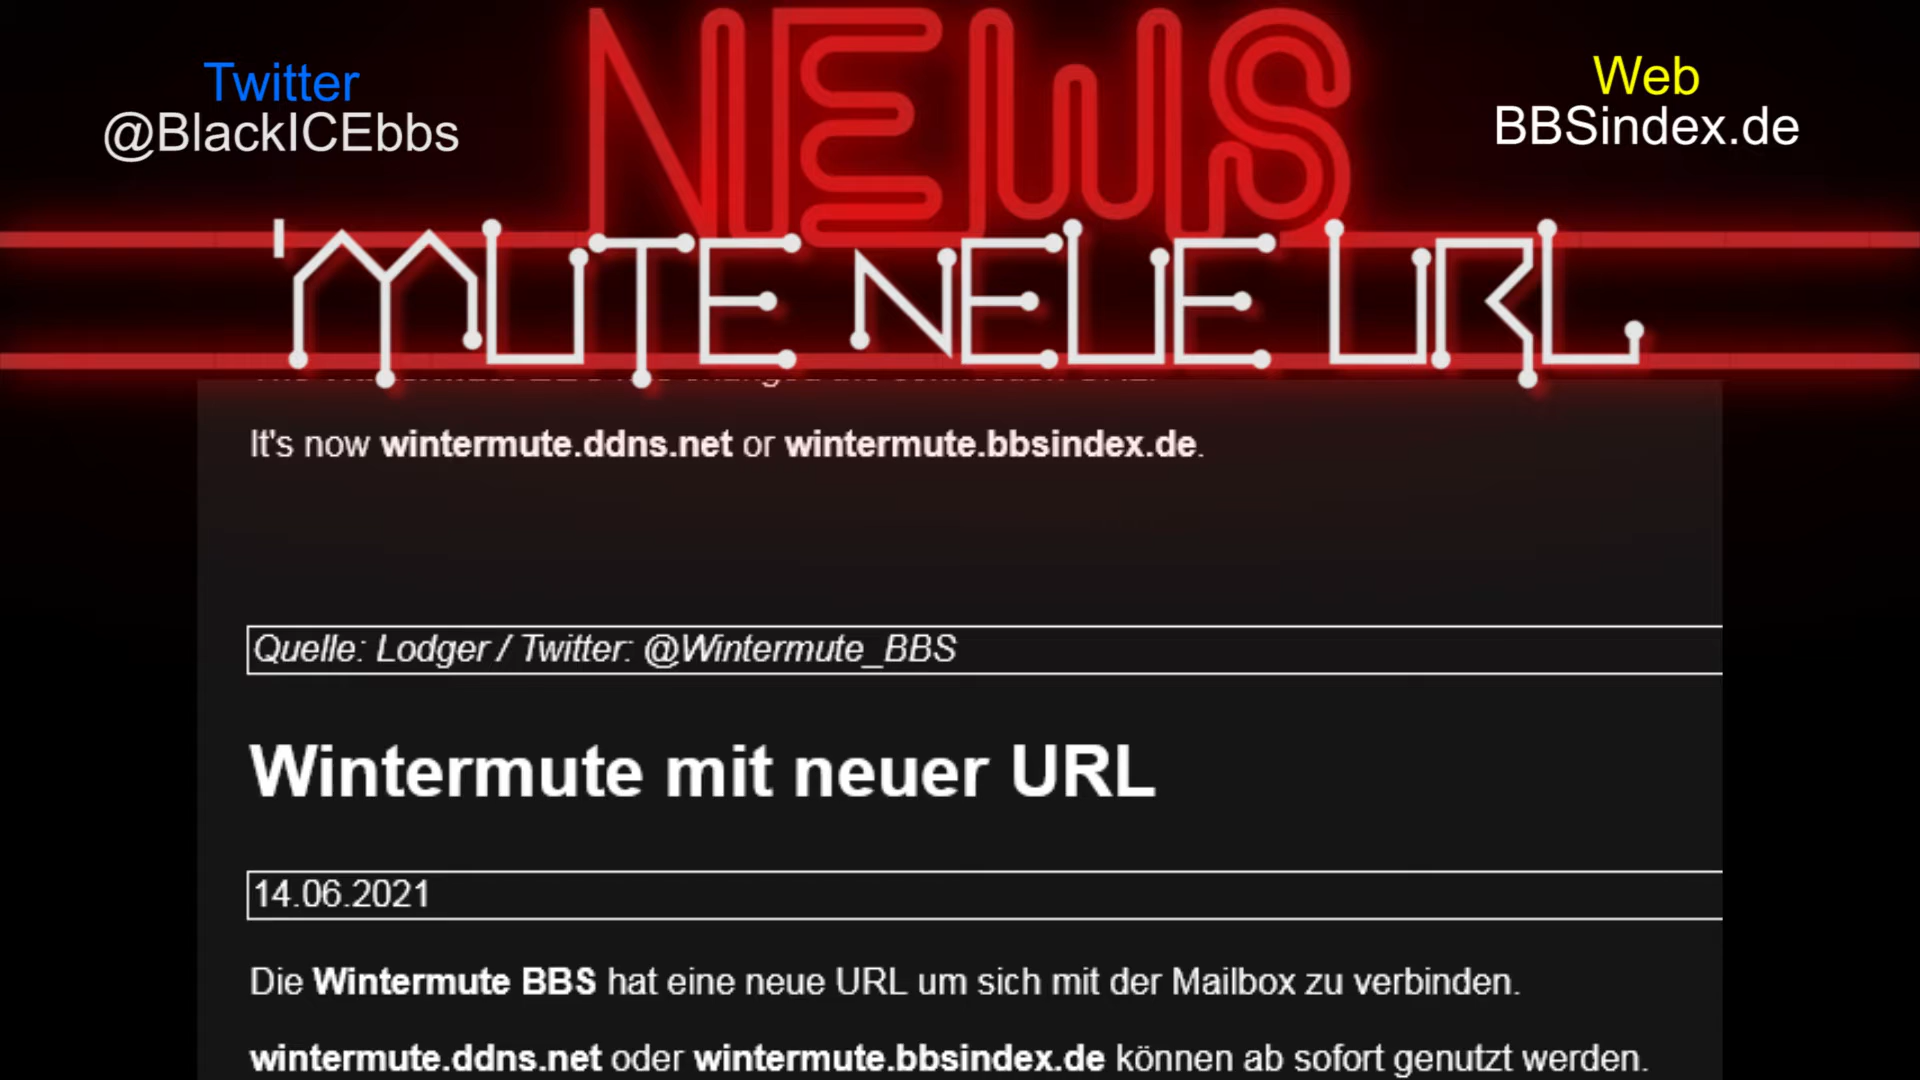 NEWS
Twitter
@BlackICEbbs
Web
BBSindex.de
'MUTE NEUE URL
It's now wintermute.ddns.net or wintermute.bbsindex.de.
Quelle: Lodger / Twitter: @Wintermute_BBS
Wintermute mit neuer URL
14.06.2021
Die Wintermute BBS hat eine neue URL um sich mit der Mailbox zu verbinden.
wintermute.ddns.net oder wintermute.bbsindex.de können ab sofort genutzt werden.